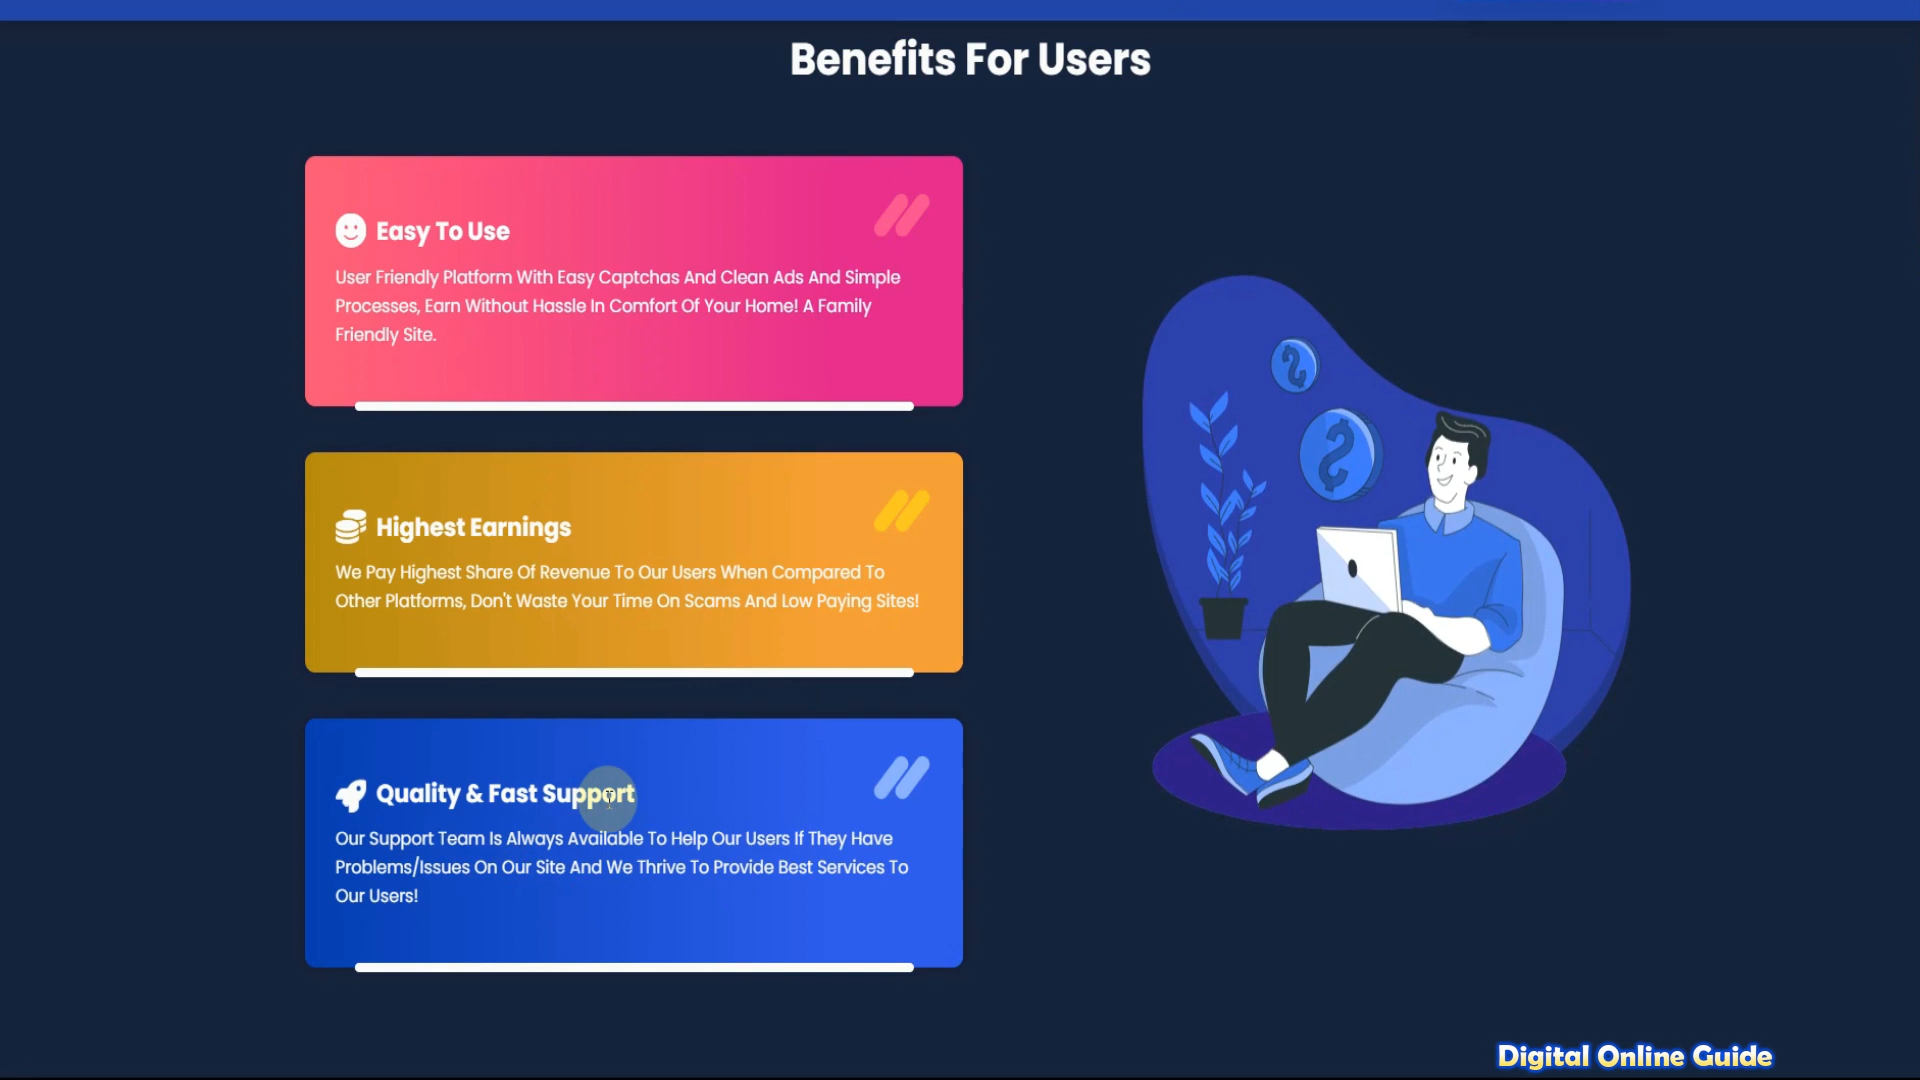 Benefits For Users
Easy To Use
User Friendly Platform With Easy Captchas And Clean Ads And Simple
Processes, Earn Without Hassle In Comfort Of Your Home! A Family
Friendly Site.
Highest Earnings
We Pay Highest Share Of Revenue To Our Users When Compared To
Other Platforms, Don't Waste Your Time On Scams And Low Paying Sites!
Quality & Fast Support
Our Support Team Is Always Available To Help Our Users If They Have
Problems/Issues On Our Site And We Thrive To Provide Best Services To
Our Users!
Digital Online Guide